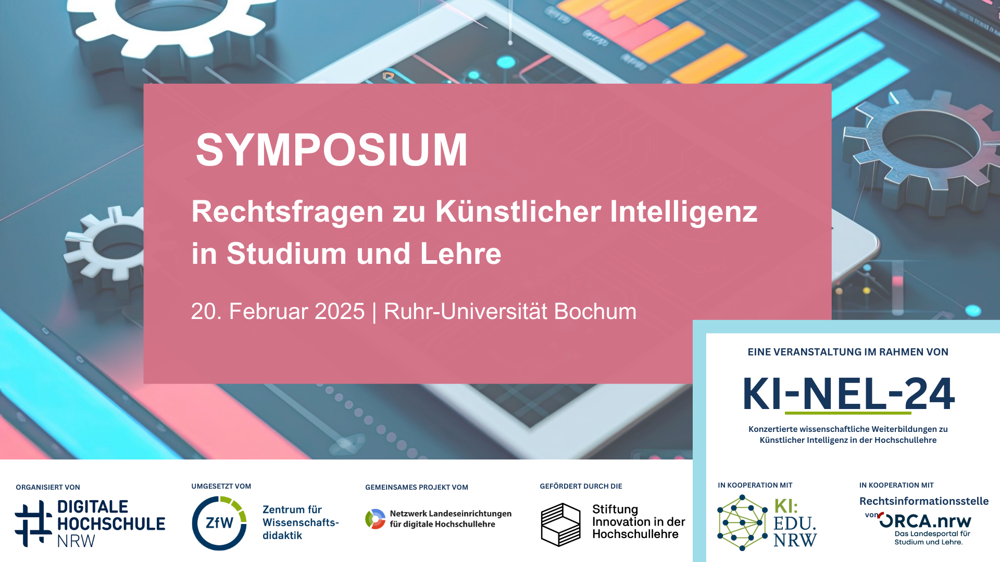 SYMPOSIUM
Rechtsfragen zu Künstlicher Intelligenz
in Studium und Lehre
20. Februar 2025 | Ruhr-Universität Bochum
EINE VERANSTALTUNG IM RAHMEN VON
KI-NEL-24
Konzertierte wissenschaftliche Weiterbildungen zu
Künstlicher Intelligenz in der Hochschullehre
ORGANISIERT VON
DIGITALE
HOCHSCHULE
NRW
UMGESETZT VOM
ZfW
Zentrum für
Wissenschafts-
didaktik
GEMEINSAMES PROJEKT VOM
Netzwerk Landeseinrichtungen
für digitale Hochschullehre
GEFÖRDERT DURCH DIE
Stiftung
Innovation in der
Hochschullehre
IN KOOPERATION MIT
KI:
EDU.
NRW
IN KOOPERATION MIT
Rechtsinformationsstelle
von ORCA.nrw
Das Landesportal für
Studium und Lehre.